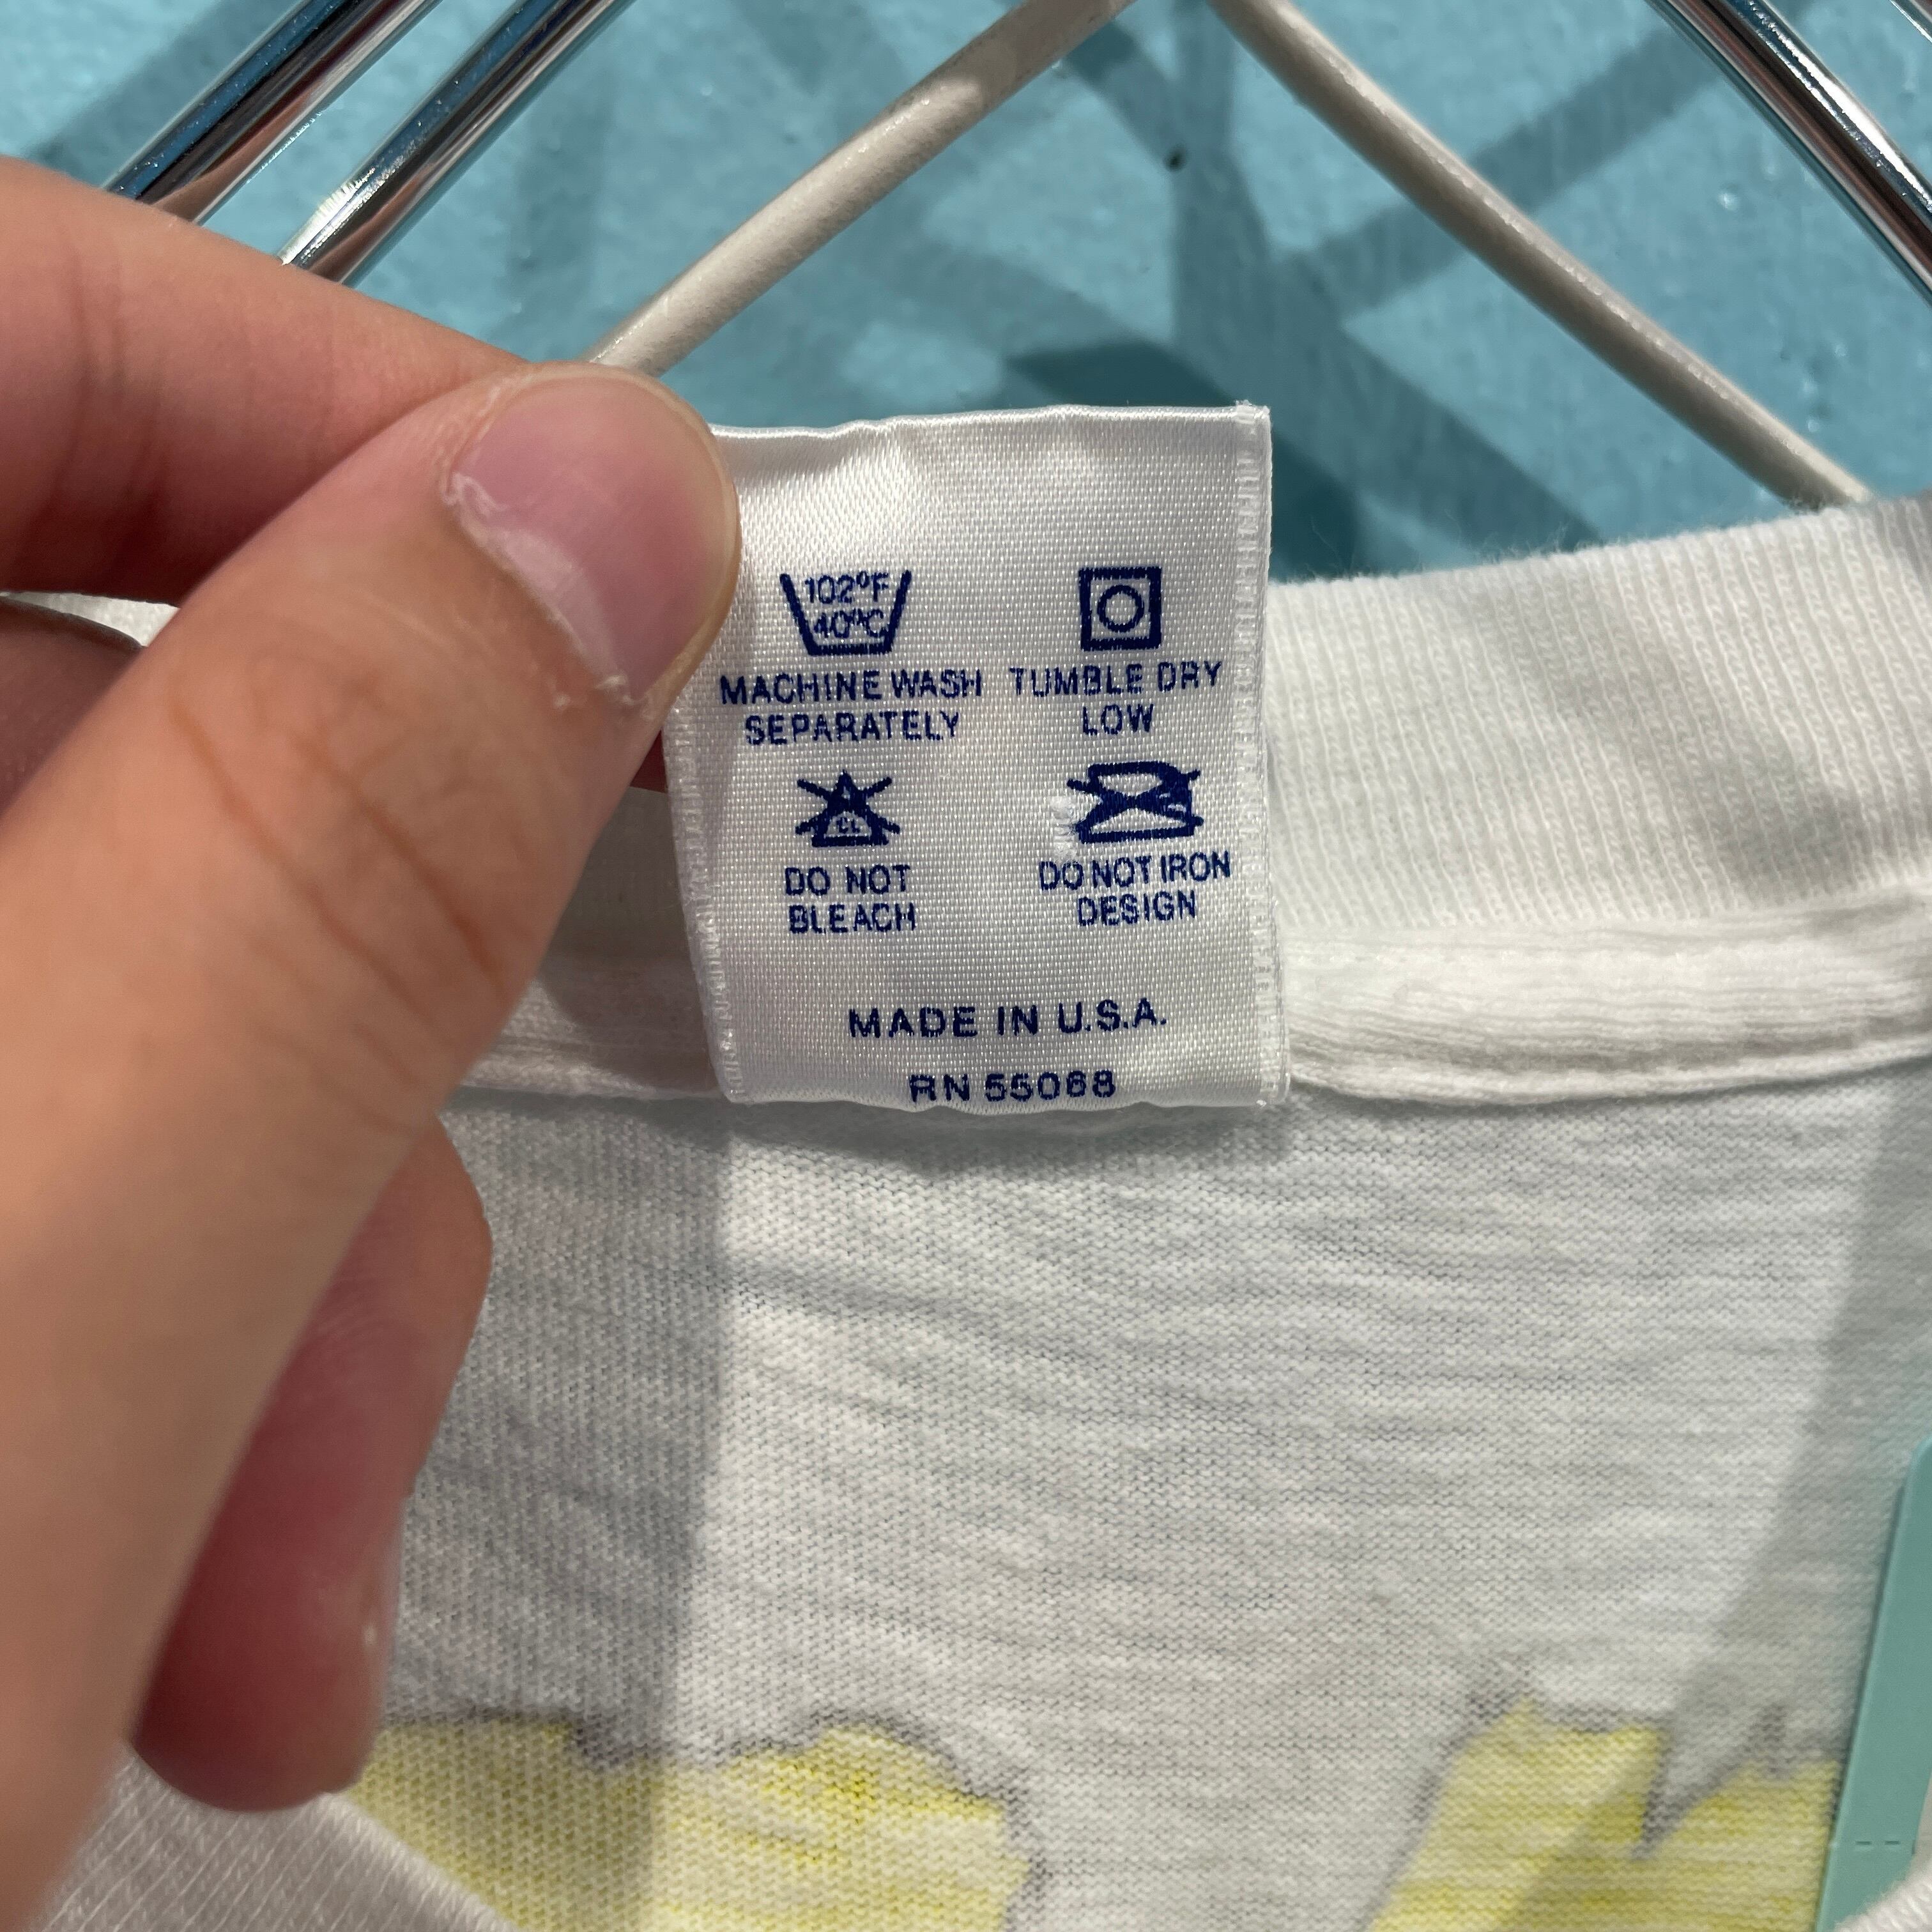 102°F
40°C
MACHINE WASH
SEPARATELY
TUMBLE DRY
LOW
CL
DO NOT
BLEACH
DO NOT IRON
DESIGN
MADE IN U.S.A.
RN 55068